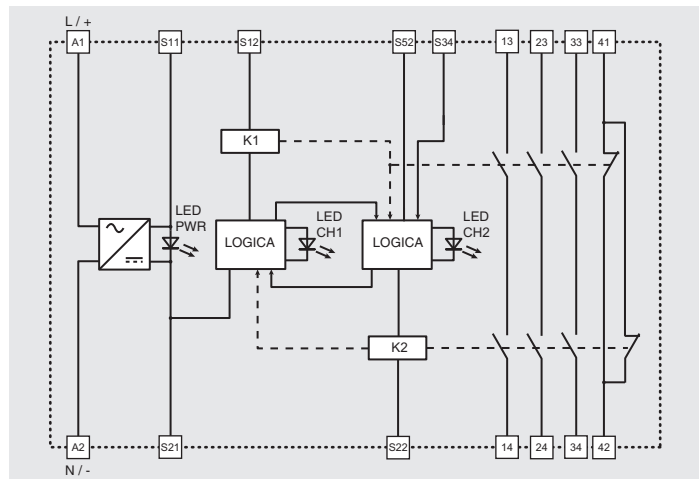 L / +
A1 S11 S12 S52 S34 13 23 33 41
K1
LED
PWR
LOGICA
LED
CH1
LOGICA
LED
CH2
K2
A2 S21 S22 14 24 34 42
N / -